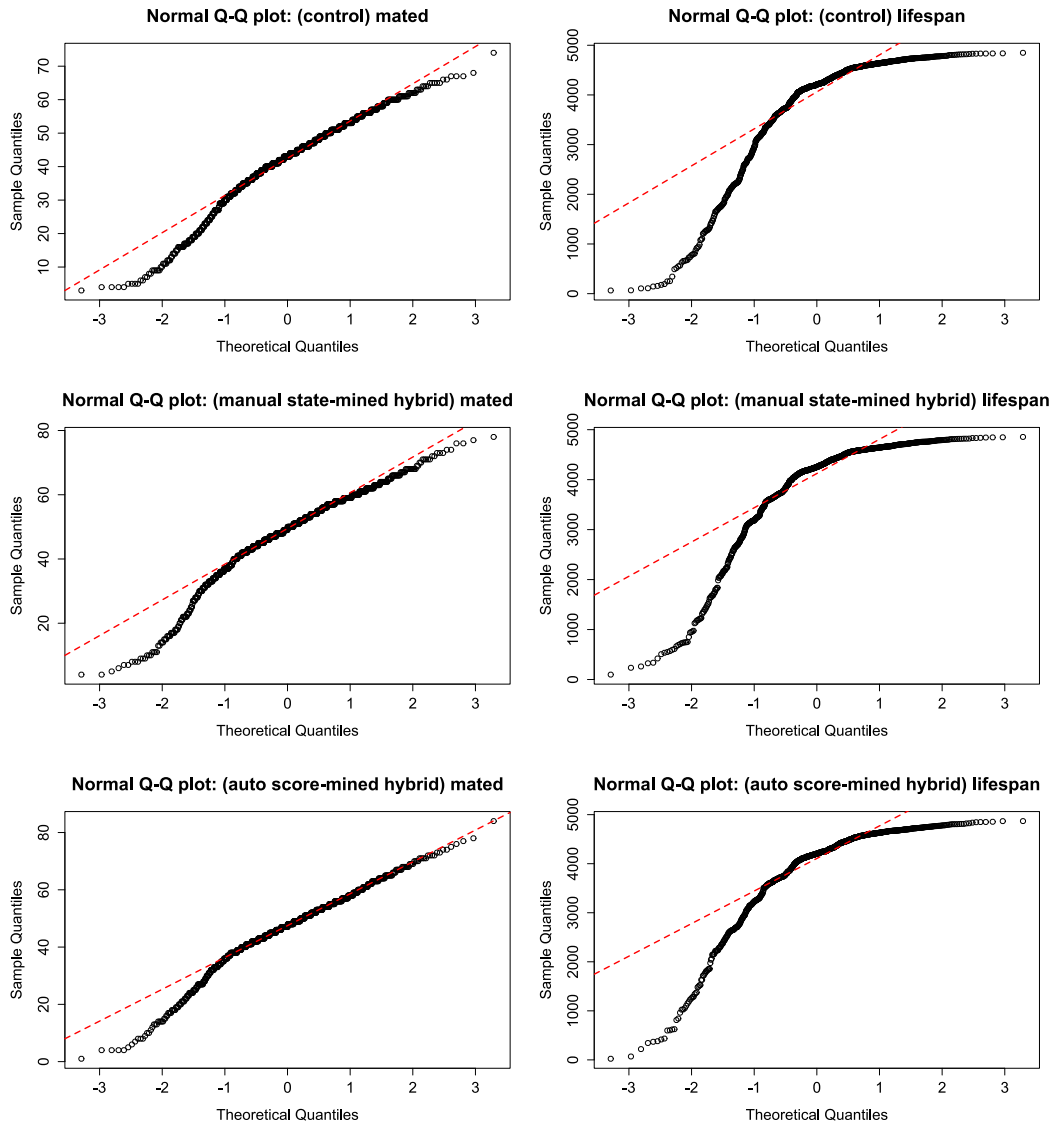 Normal Q-Q plot: (control) mated
Sample Quantiles
10 20 30 40 50 60 70
-3 -2 -1 0 1 2 3
Theoretical Quantiles
Normal Q-Q plot: (control) lifespan
Sample Quantiles
0 1000 2000 3000 4000 5000
-3 -2 -1 0 1 2 3
Theoretical Quantiles
Normal Q-Q plot: (manual state-mined hybrid) mated
Sample Quantiles
20 40 60 80
-3 -2 -1 0 1 2 3
Theoretical Quantiles
Normal Q-Q plot: (manual state-mined hybrid) lifespan
Sample Quantiles
0 1000 2000 3000 4000 5000
-3 -2 -1 0 1 2 3
Theoretical Quantiles
Normal Q-Q plot: (auto score-mined hybrid) mated
Sample Quantiles
0 20 40 60 80
-3 -2 -1 0 1 2 3
Theoretical Quantiles
Normal Q-Q plot: (auto score-mined hybrid) lifespan
Sample Quantiles
0 1000 2000 3000 4000 5000
-3 -2 -1 0 1 2 3
Theoretical Quantiles